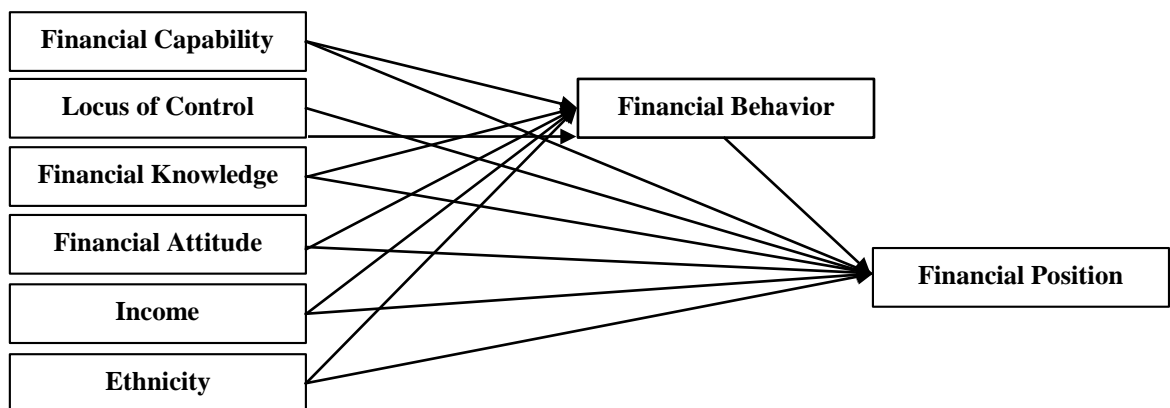 Financial Capability
Locus of Control
Financial Behavior
Financial Knowledge
Financial Attitude
Financial Position
Income
Ethnicity